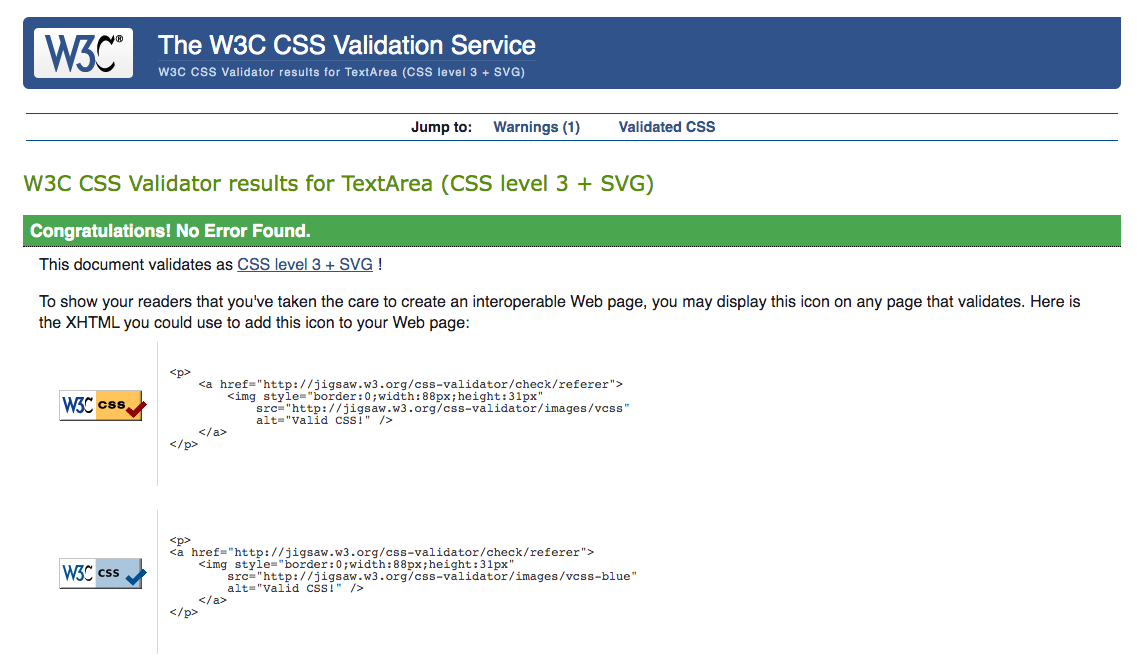 W3C®
The W3C CSS Validation Service
W3C CSS Validator results for TextArea (CSS level 3 + SVG)
Jump to: Warnings (1) Validated CSS
W3C CSS Validator results for TextArea (CSS level 3 + SVG)
Congratulations! No Error Found.
This document validates as CSS level 3 + SVG !
To show your readers that you've taken the care to create an interoperable Web page, you may display this icon on any page that validates. Here is
the XHTML you could use to add this icon to your Web page:
W3C css
<p>
<a href="http://jigsaw.w3.org/css-validator/check/referer">
<img style="border:0;width:88px;height:31px"
src="http://jigsaw.w3.org/css-validator/images/vcss"
alt="Valid CSS!" />
</a>
</p>
W3C css
<p>
<a href="http://jigsaw.w3.org/css-validator/check/referer">
<img style="border:0;width:88px;height:31px"
src="http://jigsaw.w3.org/css-validator/images/vcss-blue"
alt="Valid CSS!" />
</a>
</p>